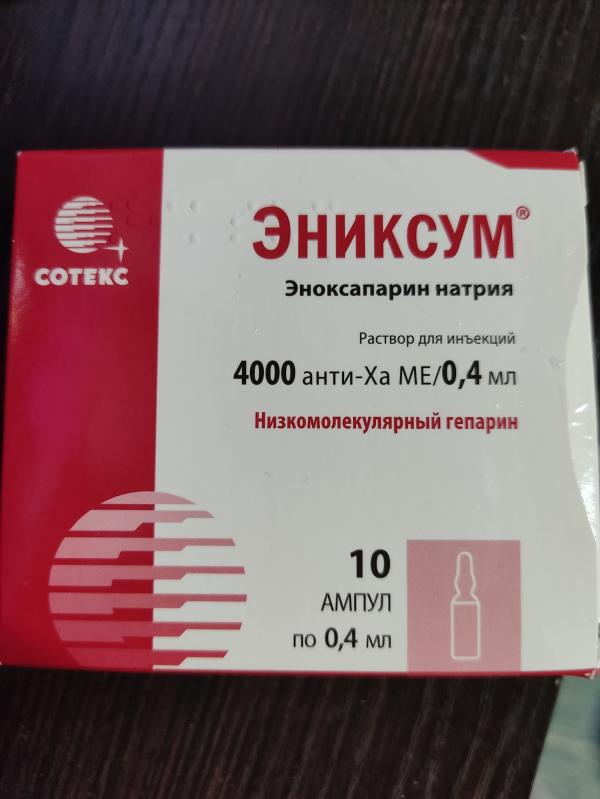 СОТЕКС
ЭНИКСУМ®
Эноксапарин натрия
Раствор для инъекций
4000 анти-Ха МЕ/0,4 мл
Низкомолекулярный гепарин
10
АМПУЛ
по 0,4 мл